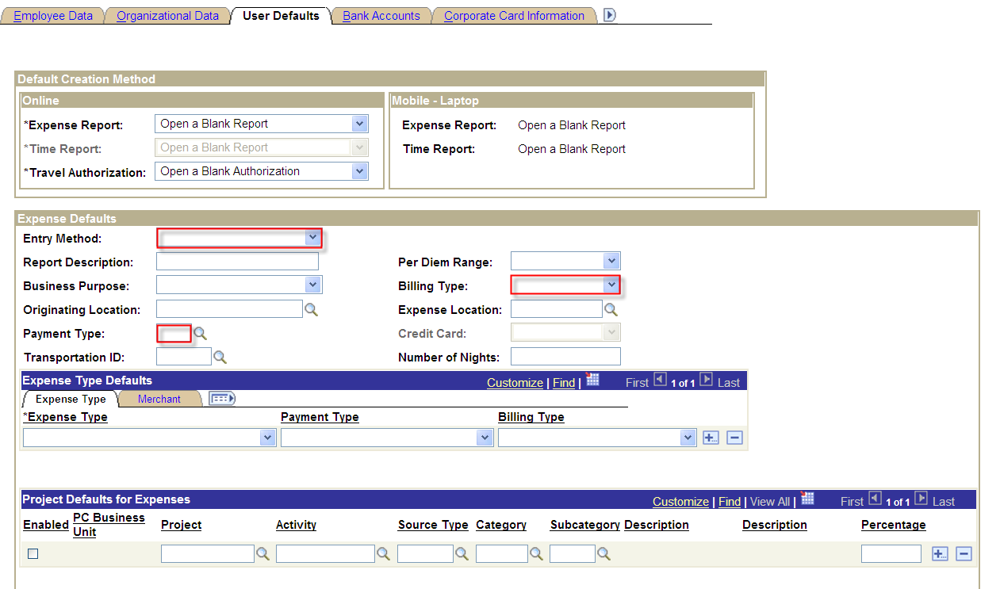 Employee Data Organizational Data User Defaults Bank Accounts Corporate Card Information
Default Creation Method
Online
*Expense Report: Open a Blank Report
*Time Report: Open a Blank Report
*Travel Authorization: Open a Blank Authorization
Mobile - Laptop
Expense Report: Open a Blank Report
Time Report: Open a Blank Report
Expense Defaults
Entry Method:
Report Description: Per Diem Range:
Business Purpose: Billing Type:
Originating Location: Expense Location:
Payment Type: Credit Card:
Transportation ID: Number of Nights:
Expense Type Defaults Customize | Find | First 1 of 1 Last
Expense Type Merchant
*Expense Type Payment Type Billing Type
Project Defaults for Expenses Customize | Find | View All | First 1 of 1 Last
Enabled PC Business Unit Project Activity Source Type Category Subcategory Description Description Percentage